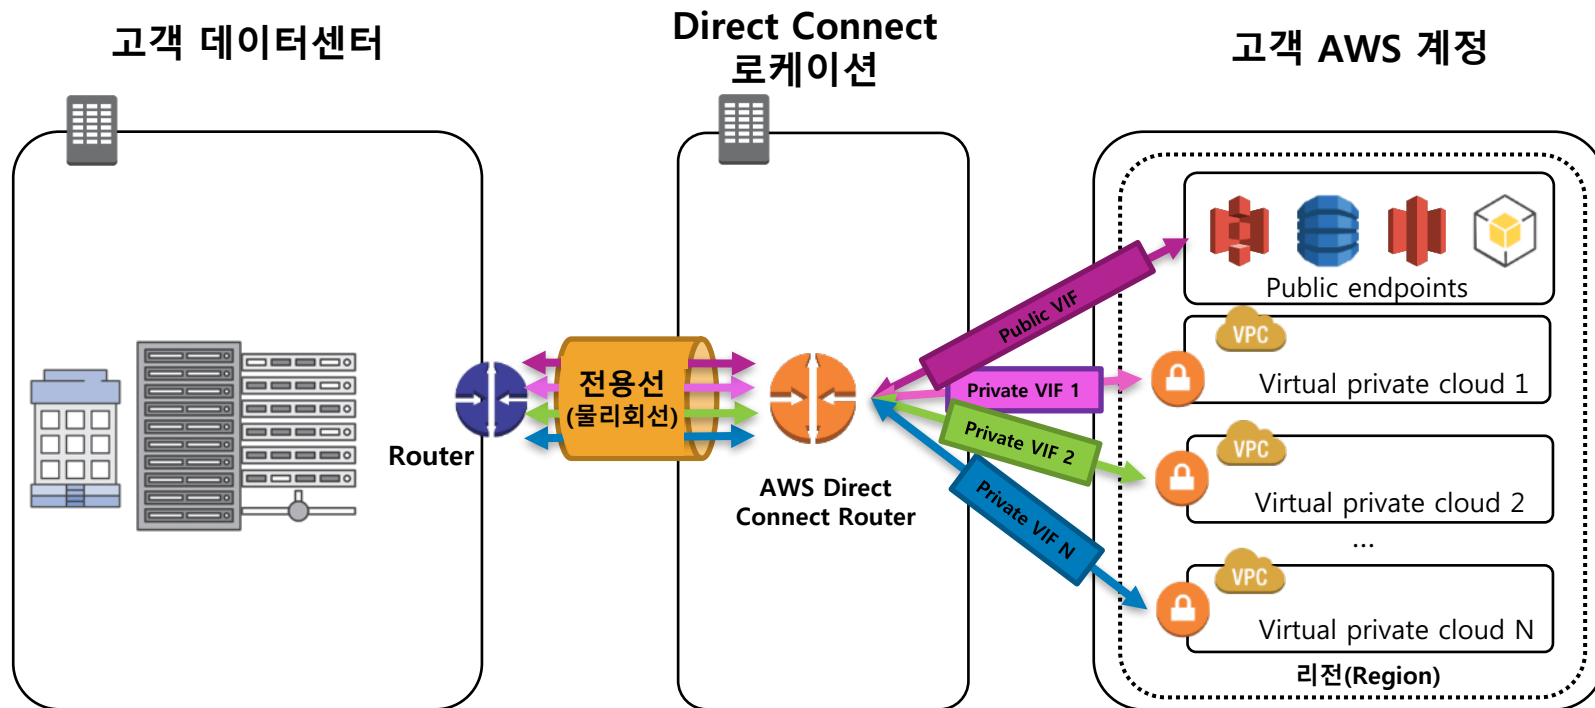 고객 데이터센터
Direct Connect
로케이션
고객 AWS 계정
Public endpoints
Public VIF
VPC
Virtual private cloud 1
전용선
(물리회선)
Private VIF 1
Router
Private VIF 2
VPC
Virtual private cloud 2
AWS Direct
Connect Router
Private VIF N
...
VPC
Virtual private cloud N
리전(Region)